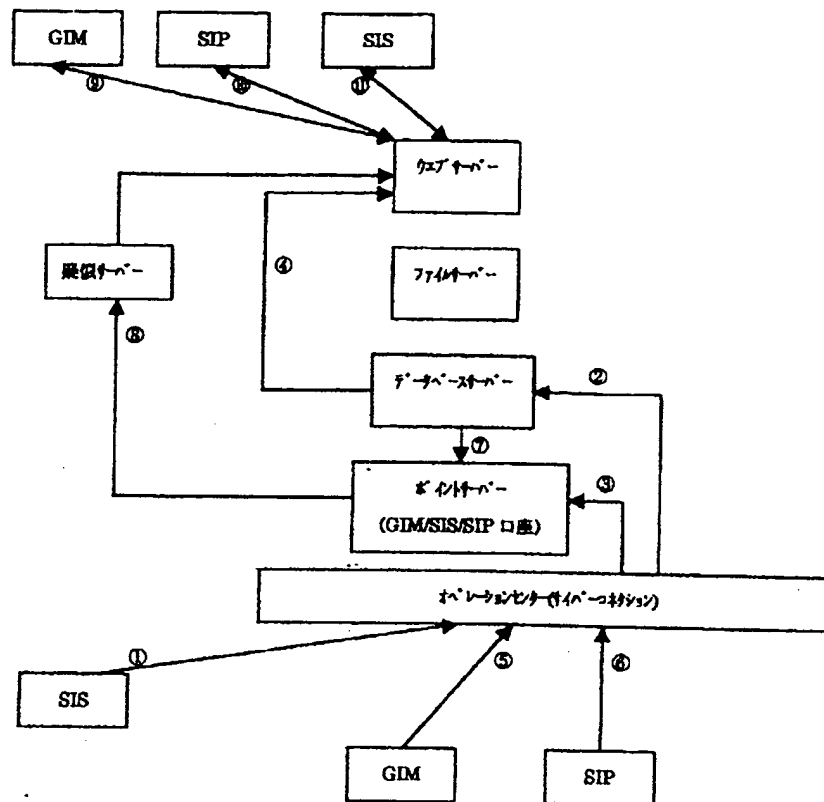 GIM SIP SIS
⑨ ⑩ ⑪
ウェブサーバー
疑似サーバー
④
ファイルサーバー
⑧
データベースサーバー
②
⑦
ポイントサーバー
(GIM/SIS/SIP 口座)
③
オペレーションセンター(サイバーコネクション)
①
⑤
⑥
SIS
GIM
SIP